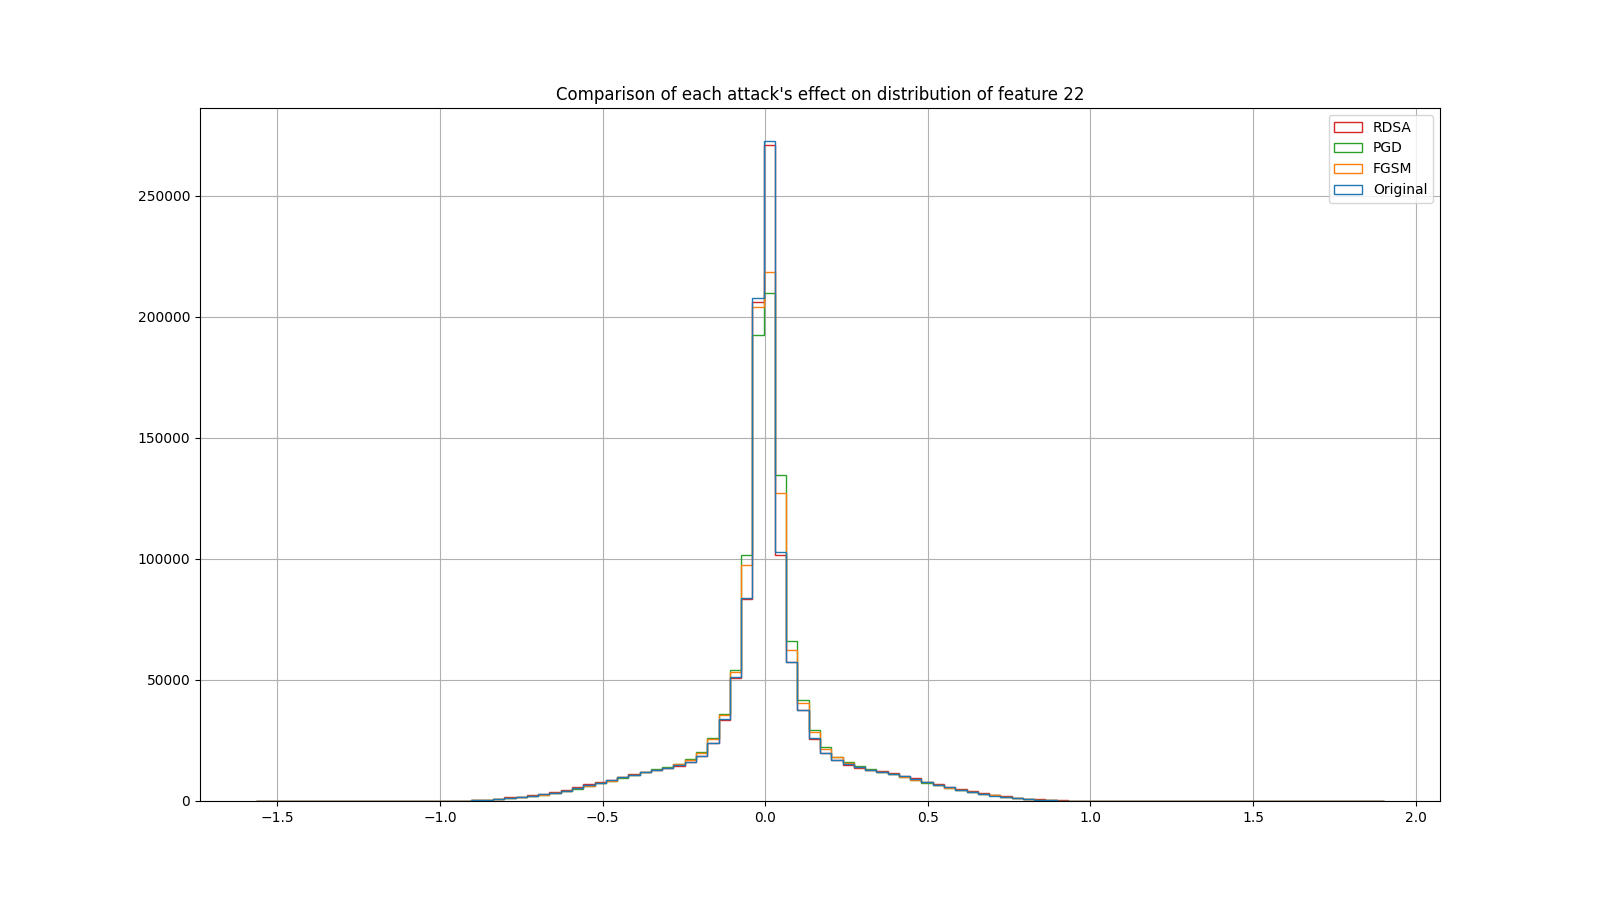 Comparison of each attack's effect on distribution of feature 22
RDSA
PGD
FGSM
Original
250000
200000
150000
100000
50000
0
−1.5
−1.0
−0.5
0.0
0.5
1.0
1.5
2.0